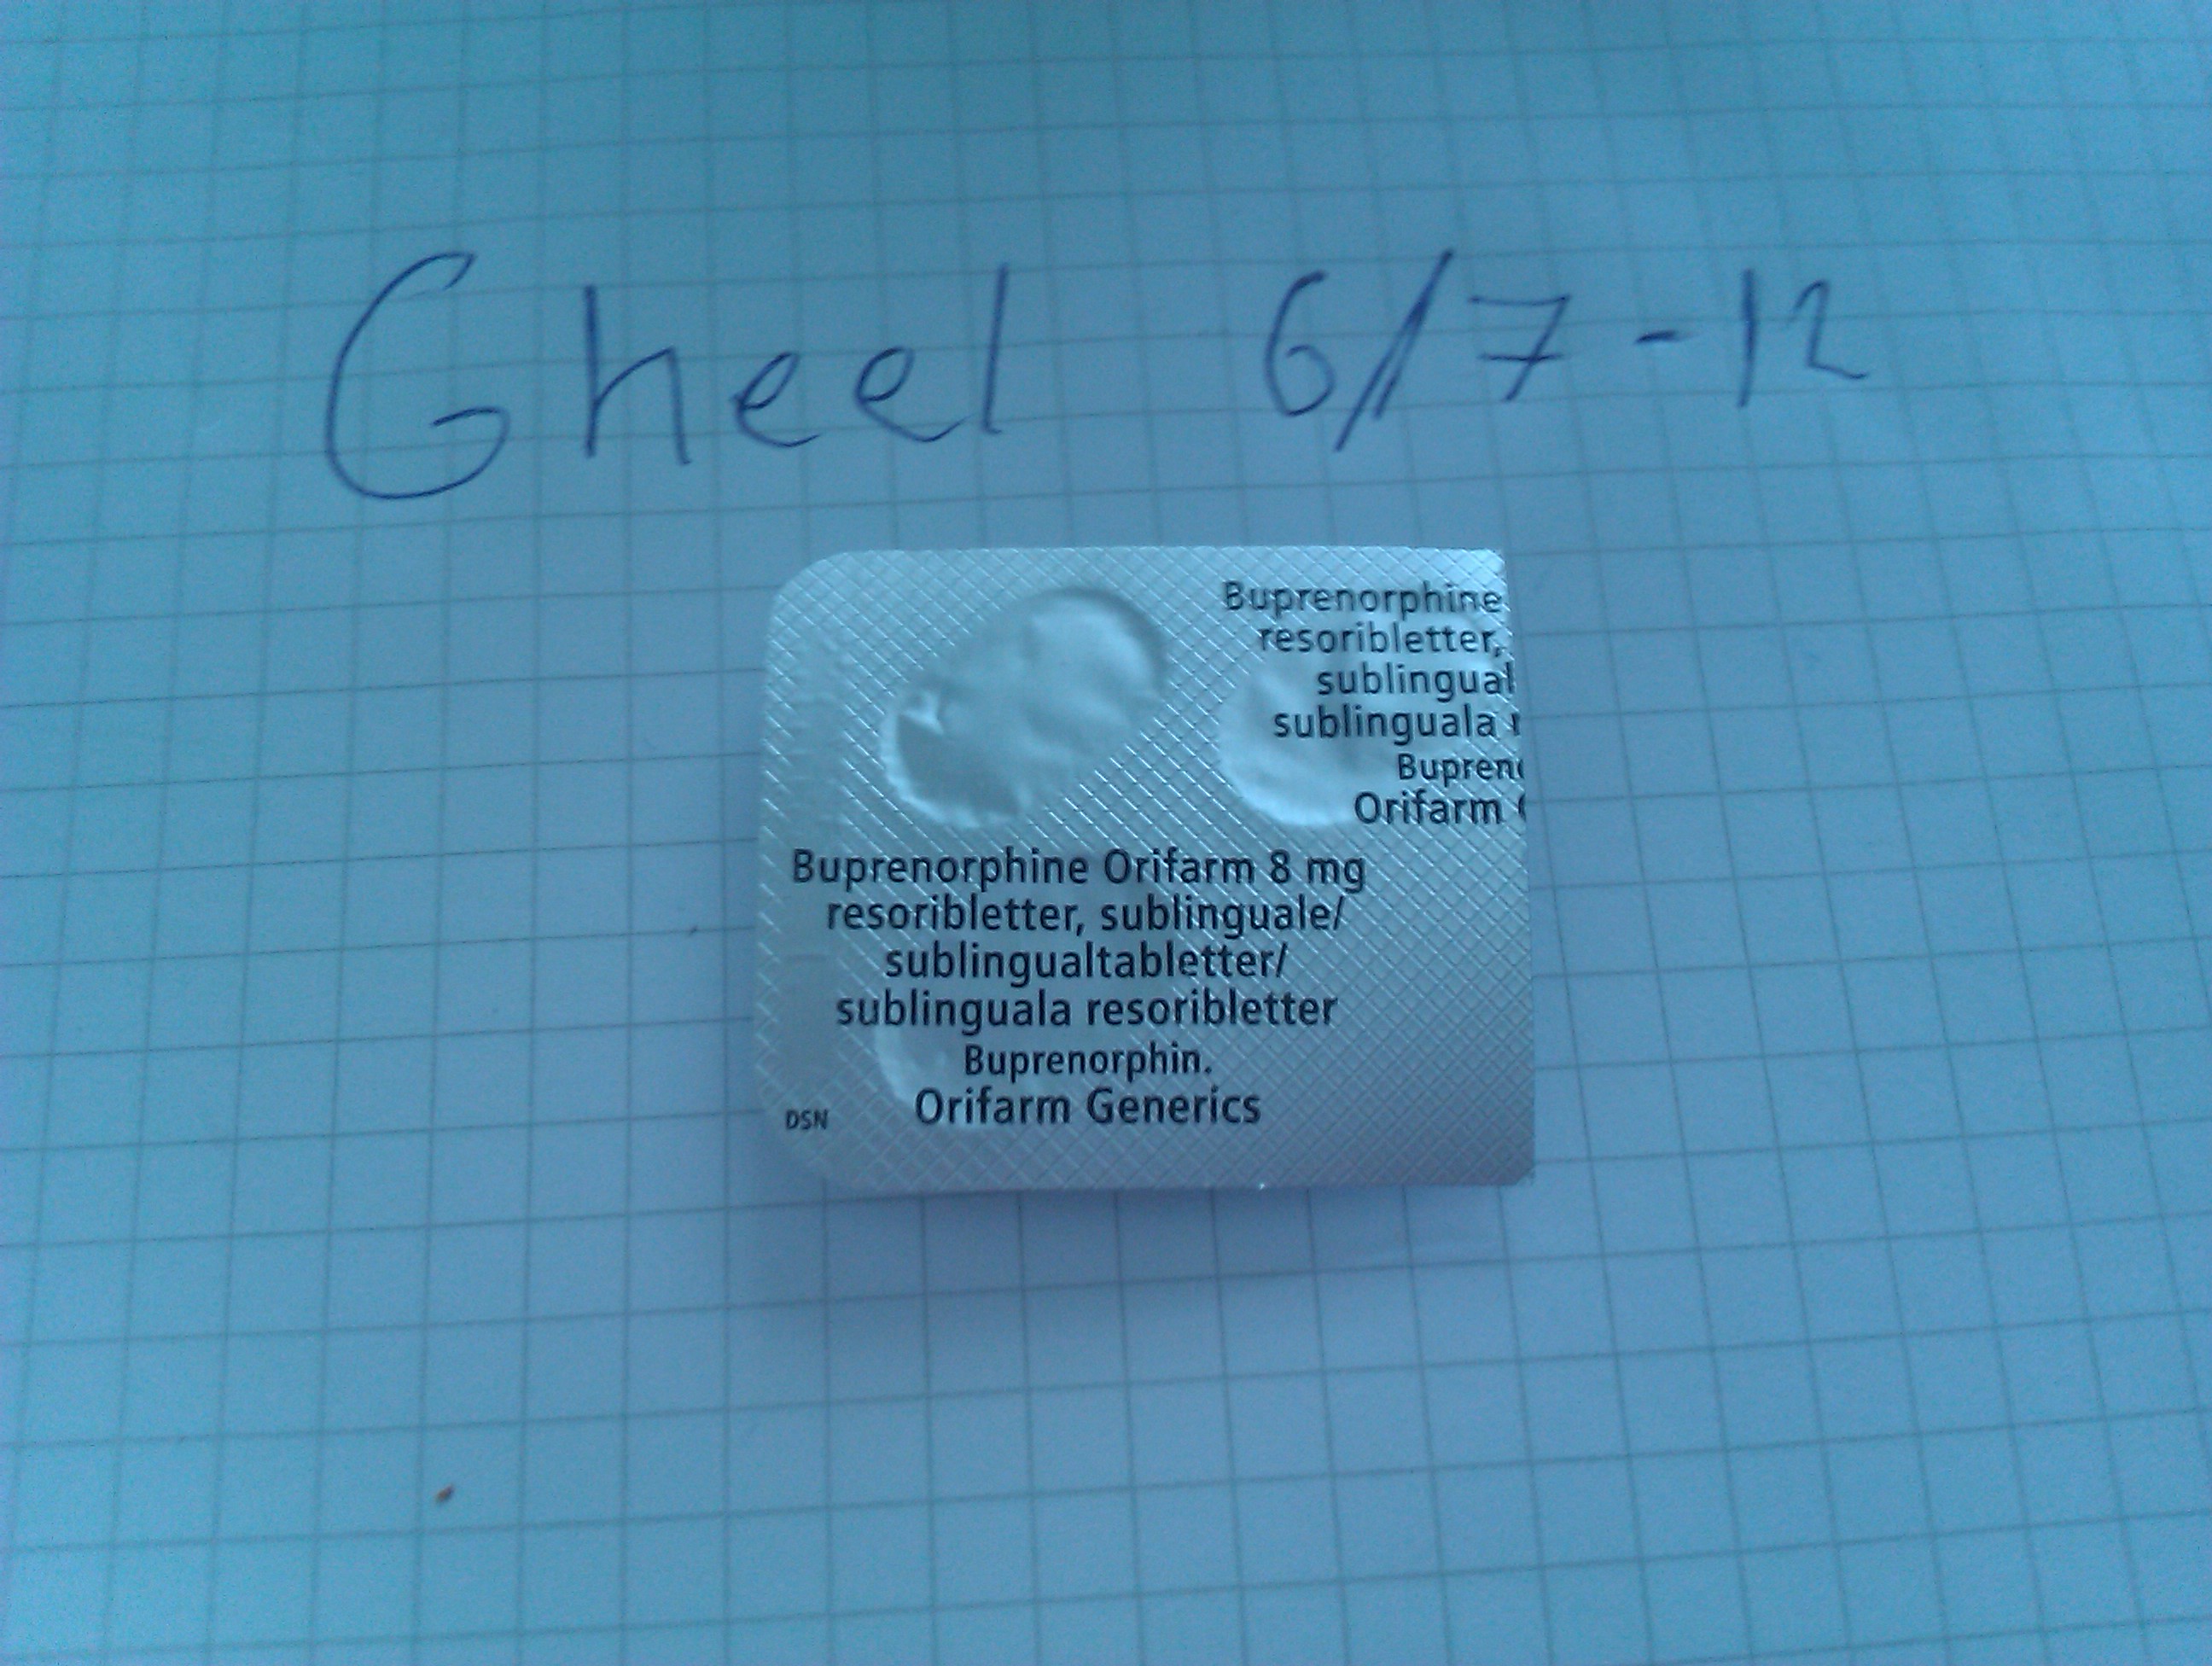 Gheel 6/7-12
Buprenorphine
resoribletter,
sublingual
sublinguala
Bupren
Orifarm
Buprenorphine Orifarm 8 mg
resoribletter, sublinguale/
sublingualtabletter/
sublinguala resoribletter
Buprenorphin.
Orifarm Generics
DSN